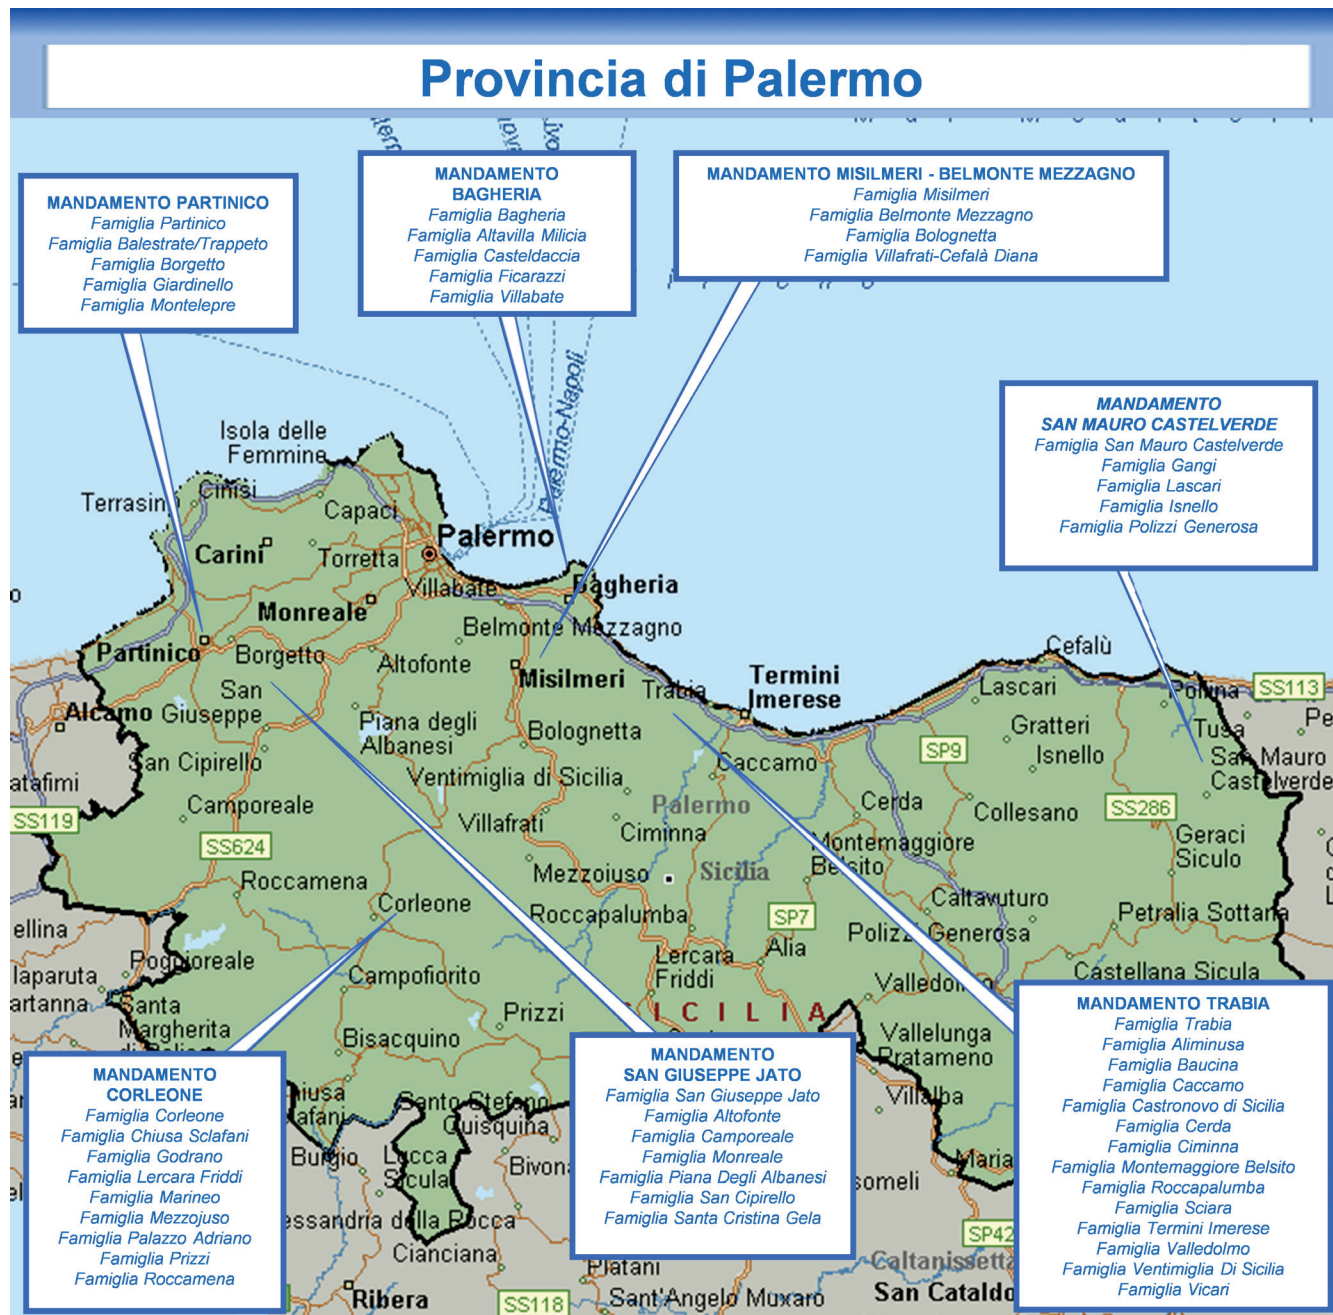 Provincia di Palermo
MANDAMENTO PARTINICO
Famiglia Partinico
Famiglia Balestrate/Trappeto
Famiglia Borgetto
Famiglia Giardinello
Famiglia Montelepre
MANDAMENTO
BAGHERIA
Famiglia Bagheria
Famiglia Altavilla Milicia
Famiglia Casteldaccia
Famiglia Ficarazzi
Famiglia Villabate
MANDAMENTO MISILMERI - BELMONTE MEZZAGNO
Famiglia Misilmeri
Famiglia Belmonte Mezzagno
Famiglia Bolognetta
Famiglia Villafrati-Cefalà Diana
MANDAMENTO
SAN MAURO CASTELVERDE
Famiglia San Mauro Castelverde
Famiglia Gangi
Famiglia Lascari
Famiglia Isnello
Famiglia Polizzi Generosa
Palermo-Napoli
Isola delle
Femmine
Terrasini
Cinisi
Capaci
Palermo
Carini
Torretta
Villabate
Bagheria
Monreale
Belmonte Mezzagno
Partinico
Borgetto
Altofonte
Misilmeri
Trabia
Termini
Imerese
Cefalù
Lascari
Pollina
SS113
Alcamo
San
Giuseppe
Piana degli
Albanesi
Bolognetta
Gratteri
Isnello
Tusa
San Mauro
Castelverde
SP9
San Cipirello
Ventimiglia di Sicilia
Caccamo
Camporeale
Palermo
Cerda
Collesano
SS286
SS119
SS624
Villafrati
Ciminna
Montemaggiore
Belsito
Geraci
Siculo
Mezzoiuso
Sicilia
Roccamena
Corleone
Roccapalumba
SP7
Caltavuturo
Petralia Sottana
Polizzi Generosa
Alia
Lercara
Friddi
Poggioreale
Campofiorito
Valledolmo
Castellana Sicula
Santa
Margherita
Prizzi
SICILIA
Bisacquino
Vallelunga
Pratameno
Villalba
Santo Stefano
Quisquina
Burgio
Lucca
Sicula
Cianciana
Platani
Ribera
SS118
Sant'Angelo Muxaro
Caltanissetta
San Cataldo
SP42
MANDAMENTO
CORLEONE
Famiglia Corleone
Famiglia Chiusa Sclafani
Famiglia Godrano
Famiglia Lercara Friddi
Famiglia Marineo
Famiglia Mezzojuso
Famiglia Palazzo Adriano
Famiglia Prizzi
Famiglia Roccamena
MANDAMENTO
SAN GIUSEPPE JATO
Famiglia San Giuseppe Jato
Famiglia Altofonte
Famiglia Camporeale
Famiglia Monreale
Famiglia Piana Degli Albanesi
Famiglia San Cipirello
Famiglia Santa Cristina Gela
MANDAMENTO TRABIA
Famiglia Trabia
Famiglia Aliminusa
Famiglia Baucina
Famiglia Caccamo
Famiglia Castronovo di Sicilia
Famiglia Cerda
Famiglia Ciminna
Famiglia Montemaggiore Belsito
Famiglia Roccapalumba
Famiglia Sciara
Famiglia Termini Imerese
Famiglia Valledolmo
Famiglia Ventimiglia Di Sicilia
Famiglia Vicari